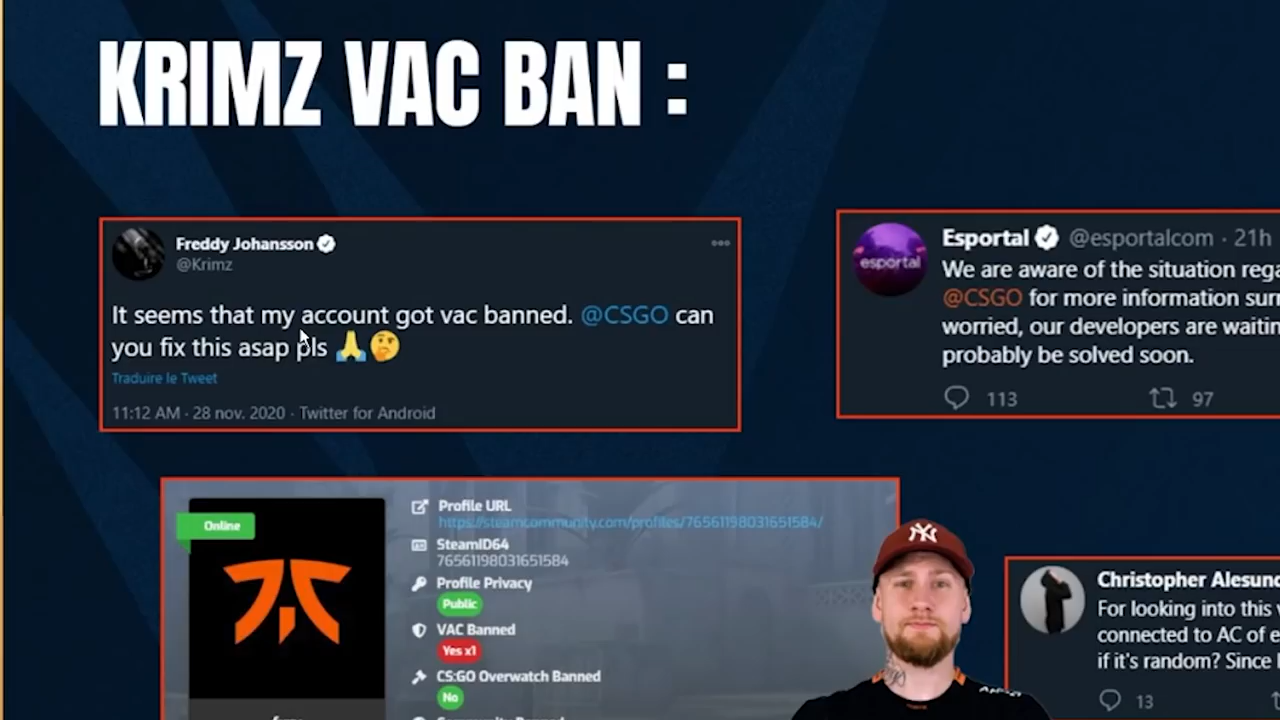 KRIMZ VAC BAN :
Freddy Johansson
@Krimz
It seems that my account got vac banned. @CSGO can
you fix this asap pls 🙏🤔
Traduire le Tweet
11:12 AM · 28 nov. 2020 · Twitter for Android
esportal
Esportal @esportalcom · 21h
We are aware of the situation rega
@CSGO for more information sur
worried, our developers are waitin
probably be solved soon.
113 97
Online
Profile URL
https://steamcommunity.com/profiles/76561198031651584/
SteamID64
76561198031651584
Profile Privacy
Public
VAC Banned
Yes x1
CS:GO Overwatch Banned
No
Christopher Alesund
For looking into this
connected to AC of e
if it's random? Since
13